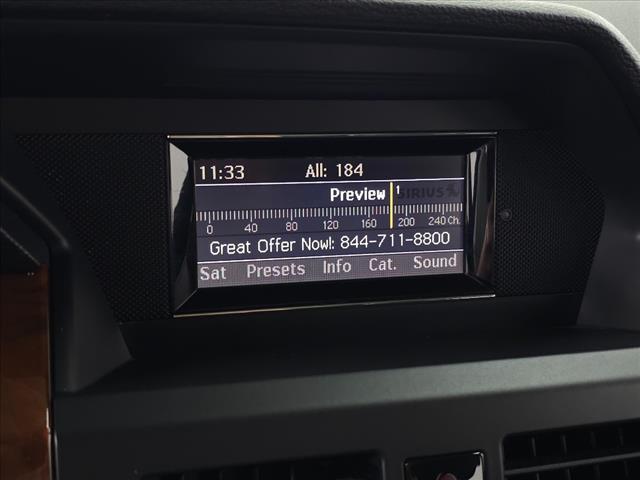 11:33 All: 184
Preview 1 SIRIUS
0 40 80 120 160 200 240 Ch.
Great Offer Now!: 844-711-8800
Sat Presets Info Cat. Sound